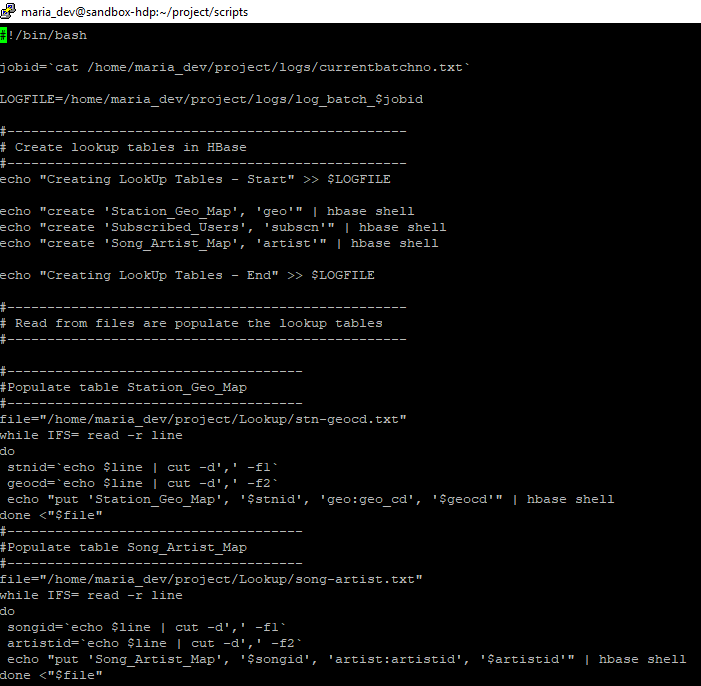 maria_dev@sandbox-hdp:~/project/scripts
#!/bin/bash
jobid=`cat /home/maria_dev/project/logs/currentbatchno.txt`
LOGFILE=/home/maria_dev/project/logs/log_batch_$jobid
#--------------------------------------------------
# Create lookup tables in HBase
#--------------------------------------------------
echo "Creating LookUp Tables - Start" >> $LOGFILE
echo "create 'Station_Geo_Map', 'geo'" | hbase shell
echo "create 'Subscribed_Users', 'subscn'" | hbase shell
echo "create 'Song_Artist_Map', 'artist'" | hbase shell
echo "Creating LookUp Tables - End" >> $LOGFILE
#--------------------------------------------------
# Read from files are populate the lookup tables
#--------------------------------------------------
#-------------------------------------
#Populate table Station_Geo_Map
#-------------------------------------
file="/home/maria_dev/project/Lookup/stn-geocd.txt"
while IFS= read -r line
do
 stnid=`echo $line | cut -d',' -f1`
 geocd=`echo $line | cut -d',' -f2`
 echo "put 'Station_Geo_Map', '$stnid', 'geo:geo_cd', '$geocd'" | hbase shell
done <"$file"
#-------------------------------------
#Populate table Song_Artist_Map
#-------------------------------------
file="/home/maria_dev/project/Lookup/song-artist.txt"
while IFS= read -r line
do
 songid=`echo $line | cut -d',' -f1`
 artistid=`echo $line | cut -d',' -f2`
 echo "put 'Song_Artist_Map', '$songid', 'artist:artistid', '$artistid'" | hbase shell
done <"$file"